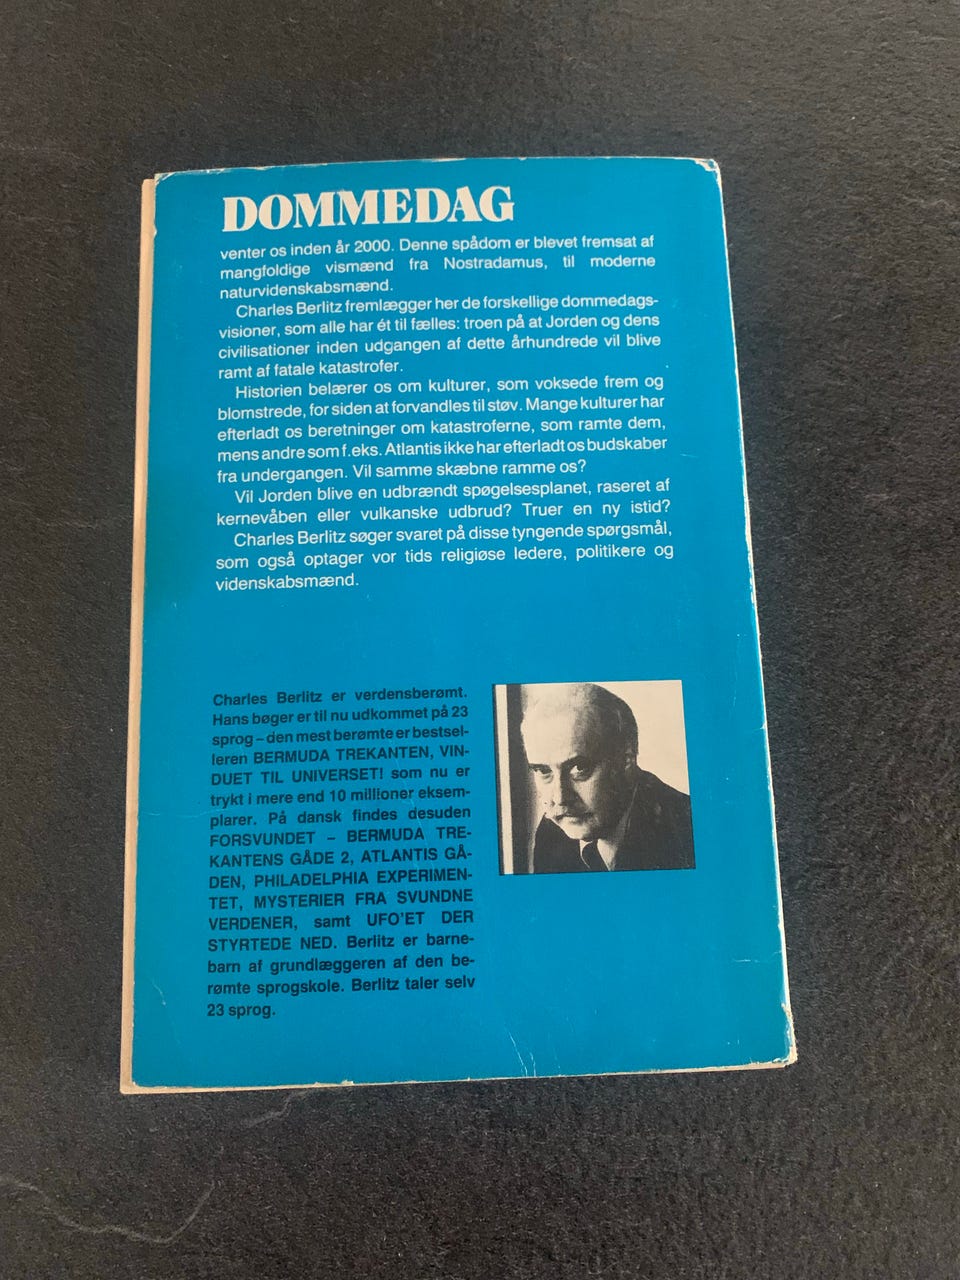 DOMMEDAG
venter os inden år 2000. Denne spådom er blevet fremsat af
mangfoldige vismænd fra Nostradamus, til moderne
naturvidenskabsmænd.
Charles Berlitz fremlægger her de forskellige dommedags-
visioner, som alle har ét til fælles: troen på at Jorden og dens
civilisationer inden udgangen af dette århundrede vil blive
ramt af fatale katastrofer.
Historien belærer os om kulturer, som voksede frem og
blomstrede, for siden at forvandles til støv. Mange kulturer har
efterladt os beretninger om katastroferne, som ramte dem,
mens andre som f.eks. Atlantis ikke har efterladt os budskaber
fra undergangen. Vil samme skæbne ramme os?
Vil Jorden blive en udbrændt spøgelsesplanet, raseret af
kernevåben eller vulkanske udbrud? Truer en ny istid?
Charles Berlitz søger svaret på disse tyngende spørgsmål,
som også optager vor tids religiøse ledere, politikere og
videnskabsmænd.
Charles Berlitz er verdensberømt.
Hans bøger er til nu udkommet på 23
sprog – den mest berømte er bestsel-
leren BERMUDA TREKANTEN, VIN-
DUET TIL UNIVERSET! som nu er
trykt i mere end 10 millioner eksem-
plarer. På dansk findes desuden
FORSVUNDET – BERMUDA TRE-
KANTENS GÅDE 2, ATLANTIS GÅ-
DEN, PHILADELPHIA EXPERIMEN-
TET, MYSTERIER FRA SVUNDNE
VERDENER, samt UFO'ET DER
STYRTEDE NED. Berlitz er barne-
barn af grundlæggeren af den be-
rømte sprogskole. Berlitz taler selv
23 sprog.